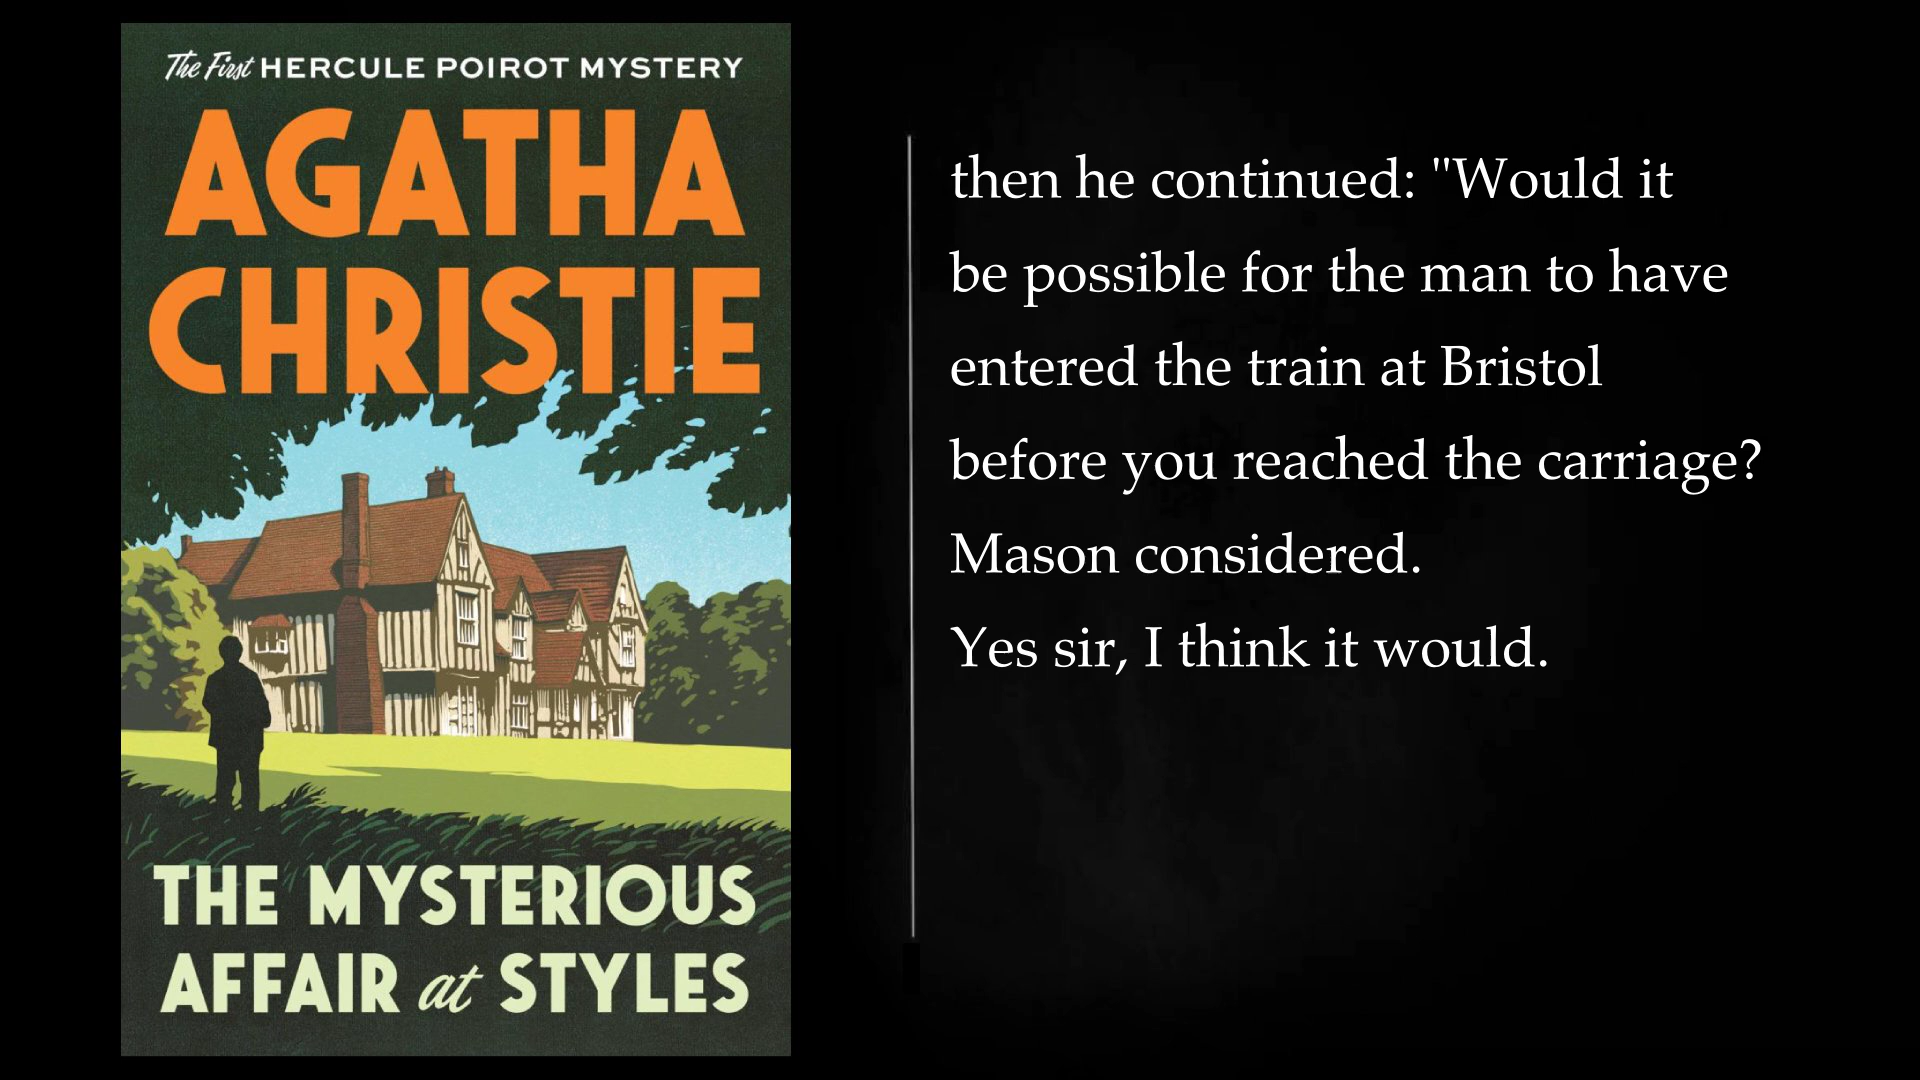 The First HERCULE POIROT MYSTERY
AGATHA
CHRISTIE
THE MYSTERIOUS
AFFAIR at STYLES
then he continued: "Would it
be possible for the man to have
entered the train at Bristol
before you reached the carriage?
Mason considered.
Yes sir, I think it would.